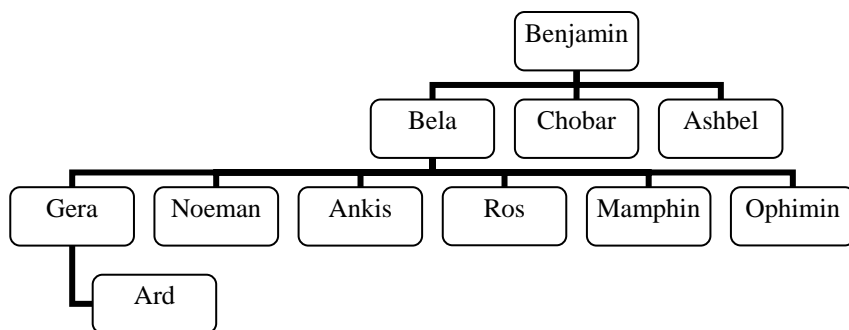 Benjamin
Bela Chobar Ashbel
Gera Noeman Ankis Ros Mamphin Ophimin
Ard